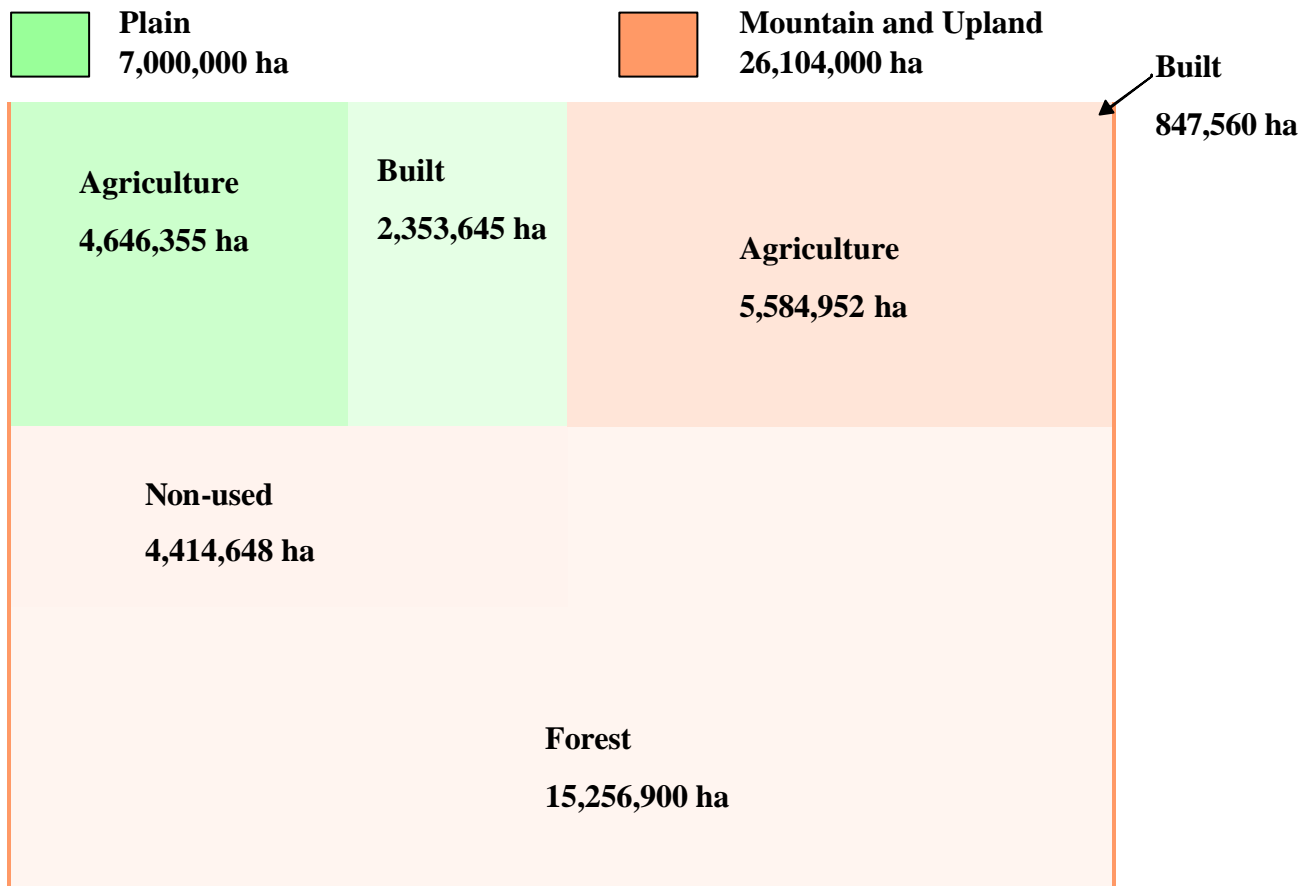 Plain
7,000,000 ha
Mountain and Upland
26,104,000 ha
Built
847,560 ha
Agriculture
4,646,355 ha
Built
2,353,645 ha
Agriculture
5,584,952 ha
Non-used
4,414,648 ha
Forest
15,256,900 ha